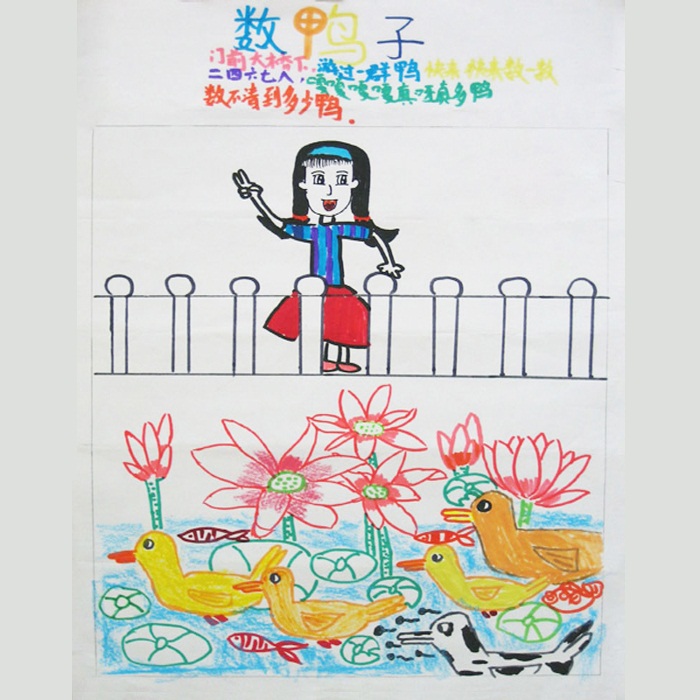 数鸭子
门前大桥下,游过一群鸭 快来 快来数一数
二四六七八,嘎嘎嘎嘎真呀真多鸭
数不清到多少鸭.